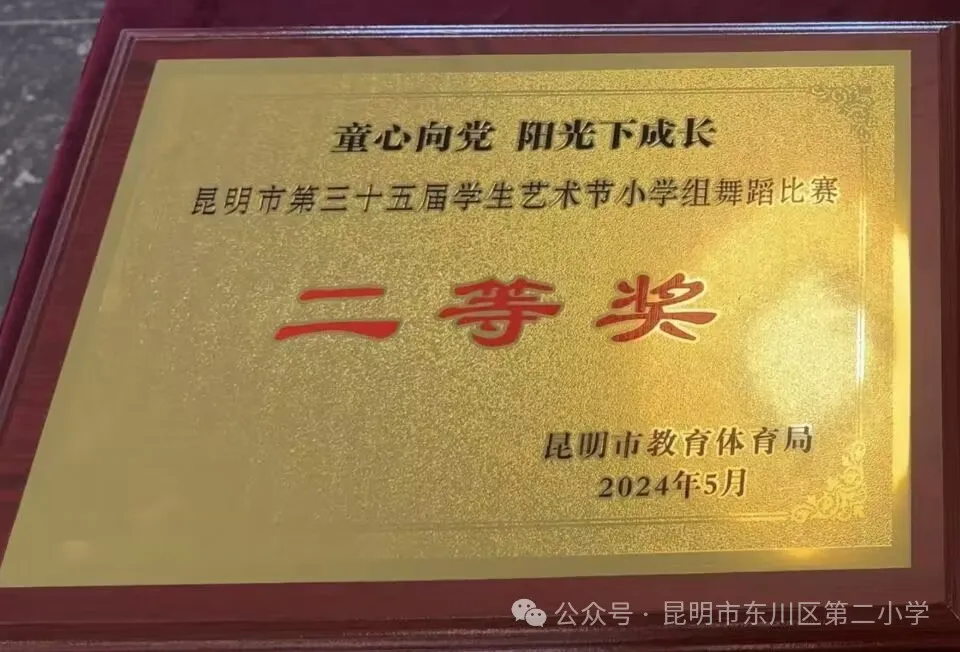 童心向党 阳光下成长
昆明市第三十五届学生艺术节小学组舞蹈比赛
二等奖
昆明市教育体育局
2024年5月
公众号·昆明市东川区第二小学